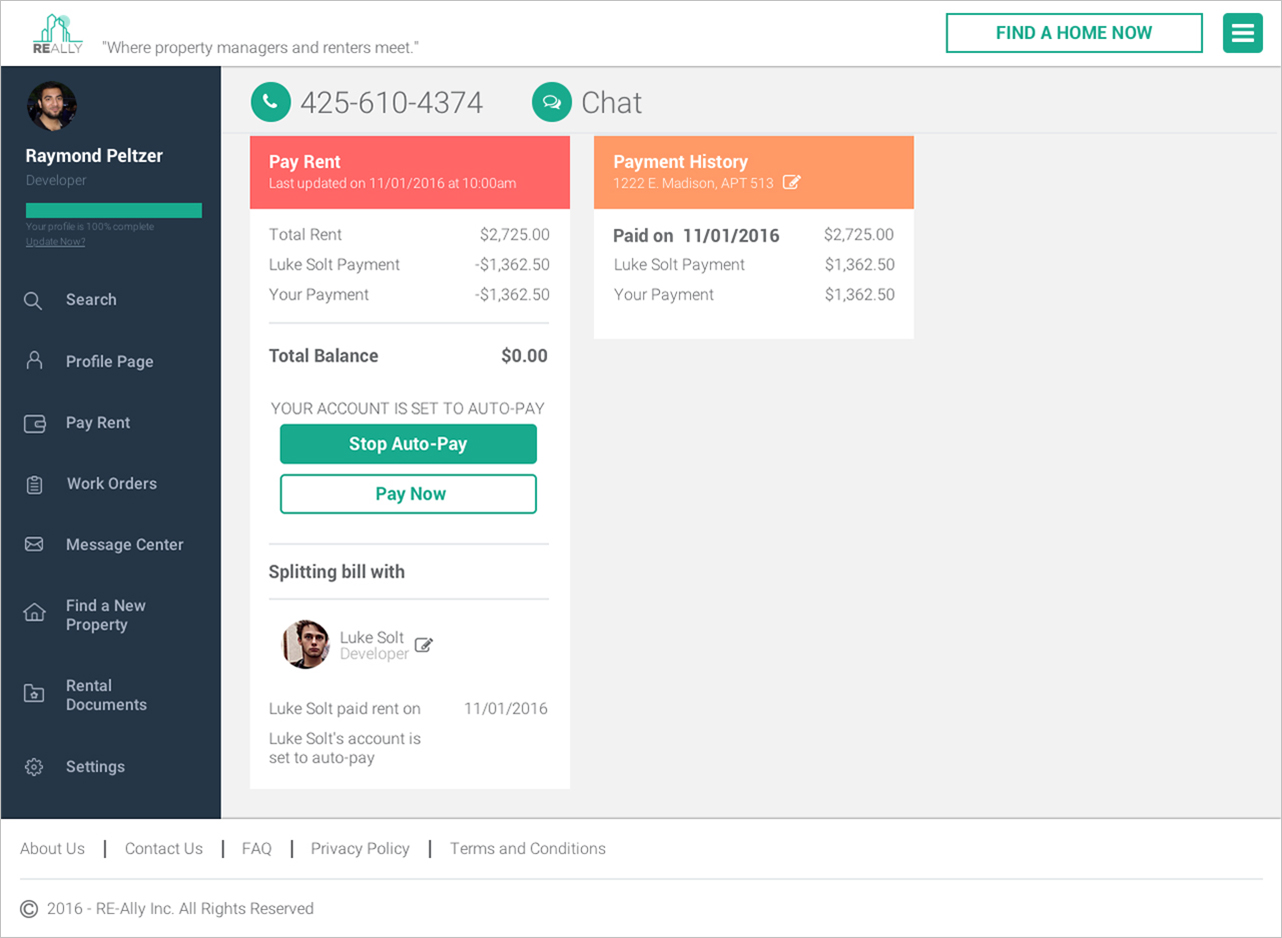 REALLY
"Where property managers and renters meet."
FIND A HOME NOW
Raymond Peltzer
Developer
Your profile is 100% complete
Update Now?
Search
Profile Page
Pay Rent
Work Orders
Message Center
Find a New
Property
Rental
Documents
Settings
425-610-4374
Chat
Pay Rent
Last updated on 11/01/2016 at 10:00am
Total Rent $2,725.00
Luke Solt Payment -$1,362.50
Your Payment -$1,362.50
Total Balance $0.00
YOUR ACCOUNT IS SET TO AUTO-PAY
Stop Auto-Pay
Pay Now
Splitting bill with
Luke Solt
Developer
Luke Solt paid rent on 11/01/2016
Luke Solt's account is
set to auto-pay
Payment History
1222 E. Madison, APT 513
Paid on 11/01/2016 $2,725.00
Luke Solt Payment $1,362.50
Your Payment $1,362.50
About Us | Contact Us | FAQ | Privacy Policy | Terms and Conditions
© 2016 - RE-Ally Inc. All Rights Reserved